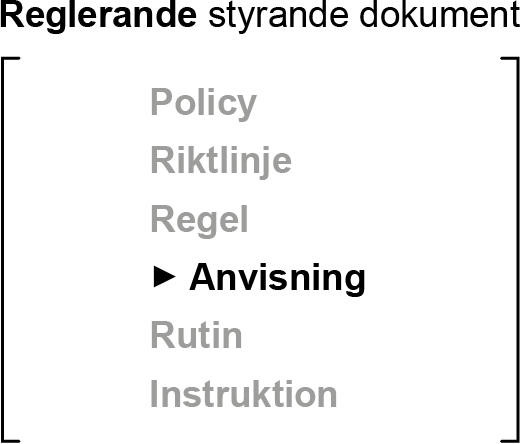 Reglerande styrande dokument
Policy
Riktlinje
Regel
► Anvisning
Rutin
Instruktion